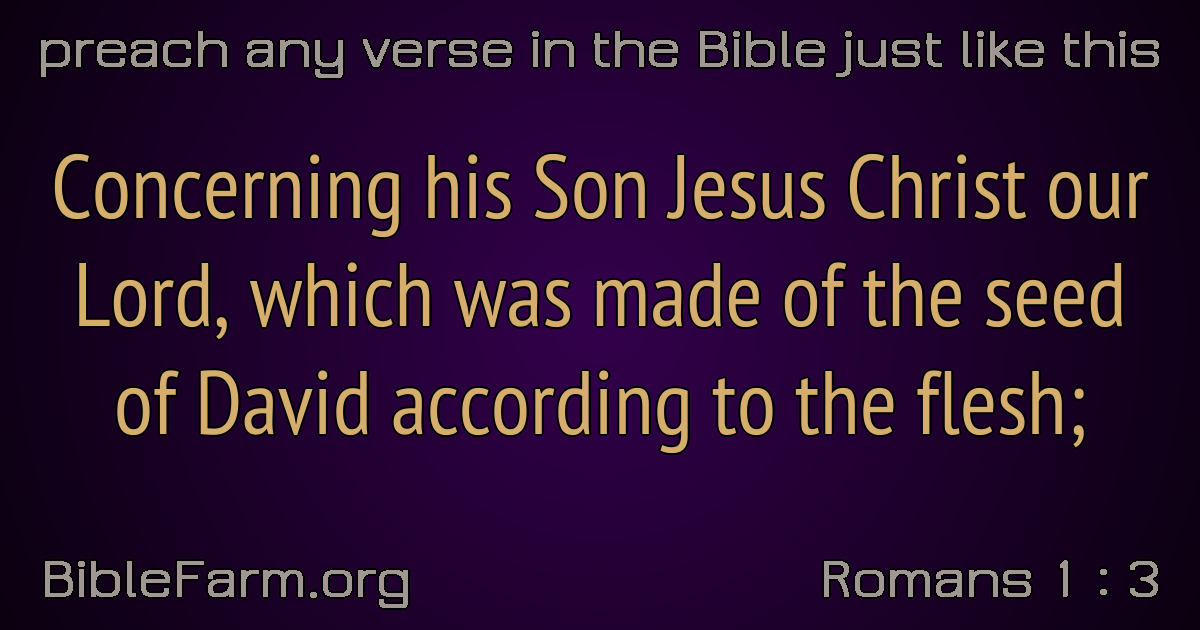 preach any verse in the Bible just like this
Concerning his Son Jesus Christ our
Lord, which was made of the seed
of David according to the flesh;
BibleFarm.org
Romans 1 : 3